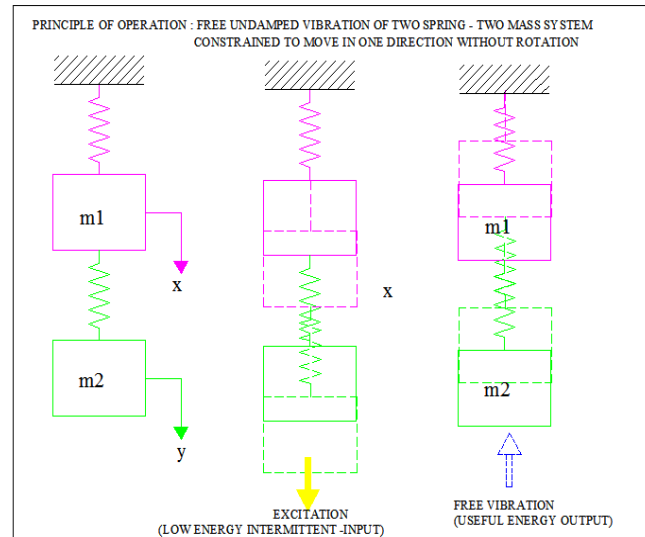 PRINCIPLE OF OPERATION : FREE UNDAMPED VIBRATION OF TWO SPRING - TWO MASS SYSTEM
CONSTRAINED TO MOVE IN ONE DIRECTION WITHOUT ROTATION
m1
x
m2
y
x
m1
m2
EXCITATION
(LOW ENERGY INTERMITTENT -INPUT)
FREE VIBRATION
(USEFUL ENERGY OUTPUT)